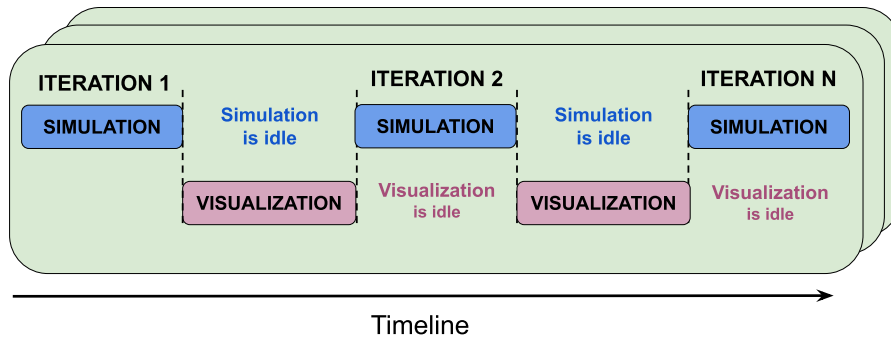 ITERATION 1
ITERATION 2
ITERATION N
SIMULATION
Simulation
is idle
SIMULATION
Simulation
is idle
SIMULATION
VISUALIZATION
Visualization
is idle
VISUALIZATION
Visualization
is idle
Timeline